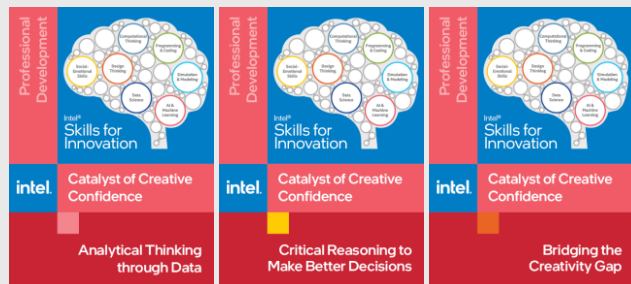 Professional
Development
Computational
Thinking
Programming
& Coding
Social-
Emotional
Skills
Design
Thinking
Simulation
& Modeling
Data
Science
AI &
Machine
Learning
Intel®
Skills for
Innovation
intel.
Catalyst of Creative
Confidence
Analytical Thinking
through Data
Professional
Development
Computational
Thinking
Programming
& Coding
Social-
Emotional
Skills
Design
Thinking
Simulation
& Modeling
Data
Science
AI &
Machine
Learning
Intel®
Skills for
Innovation
intel.
Catalyst of Creative
Confidence
Critical Reasoning to
Make Better Decisions
Professional
Development
Computational
Thinking
Programming
& Coding
Social-
Emotional
Skills
Design
Thinking
Simulation
& Modeling
Data
Science
AI &
Machine
Learning
Intel®
Skills for
Innovation
intel.
Catalyst of Creative
Confidence
Bridging the
Creativity Gap